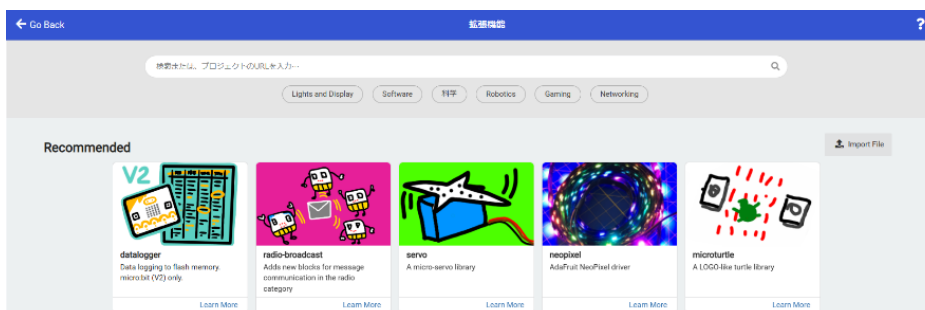 Go Back
拡張機能
?
検索または、プロジェクトのURLを入力…
Lights and Display
Software
科学
Robotics
Gaming
Networking
Recommended
Import File
V2
datalogger
Data logging to flash memory.
micro:bit (V2) only.
Learn More
radio-broadcast
Adds new blocks for message
communication in the radio
category
Learn More
servo
A micro-servo library
Learn More
neopixel
AdaFruit NeoPixel driver
Learn More
microturtle
A LOGO-like turtle library
Learn More